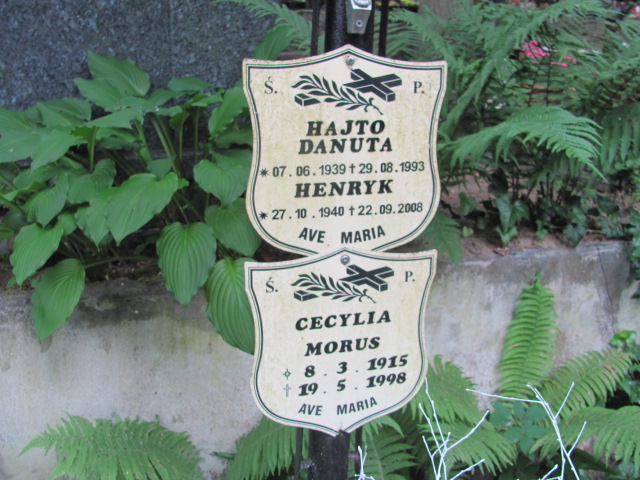 Ś. P.
HAJTO
DANUTA
* 07. 06. 1939 † 29. 08. 1993
HENRYK
* 27. 10. 1940 † 22. 09. 2008
AVE MARIA
Ś. P.
CECYLIA
MORUS
✧ 8. 3. 1915
† 19. 5. 1998
AVE MARIA